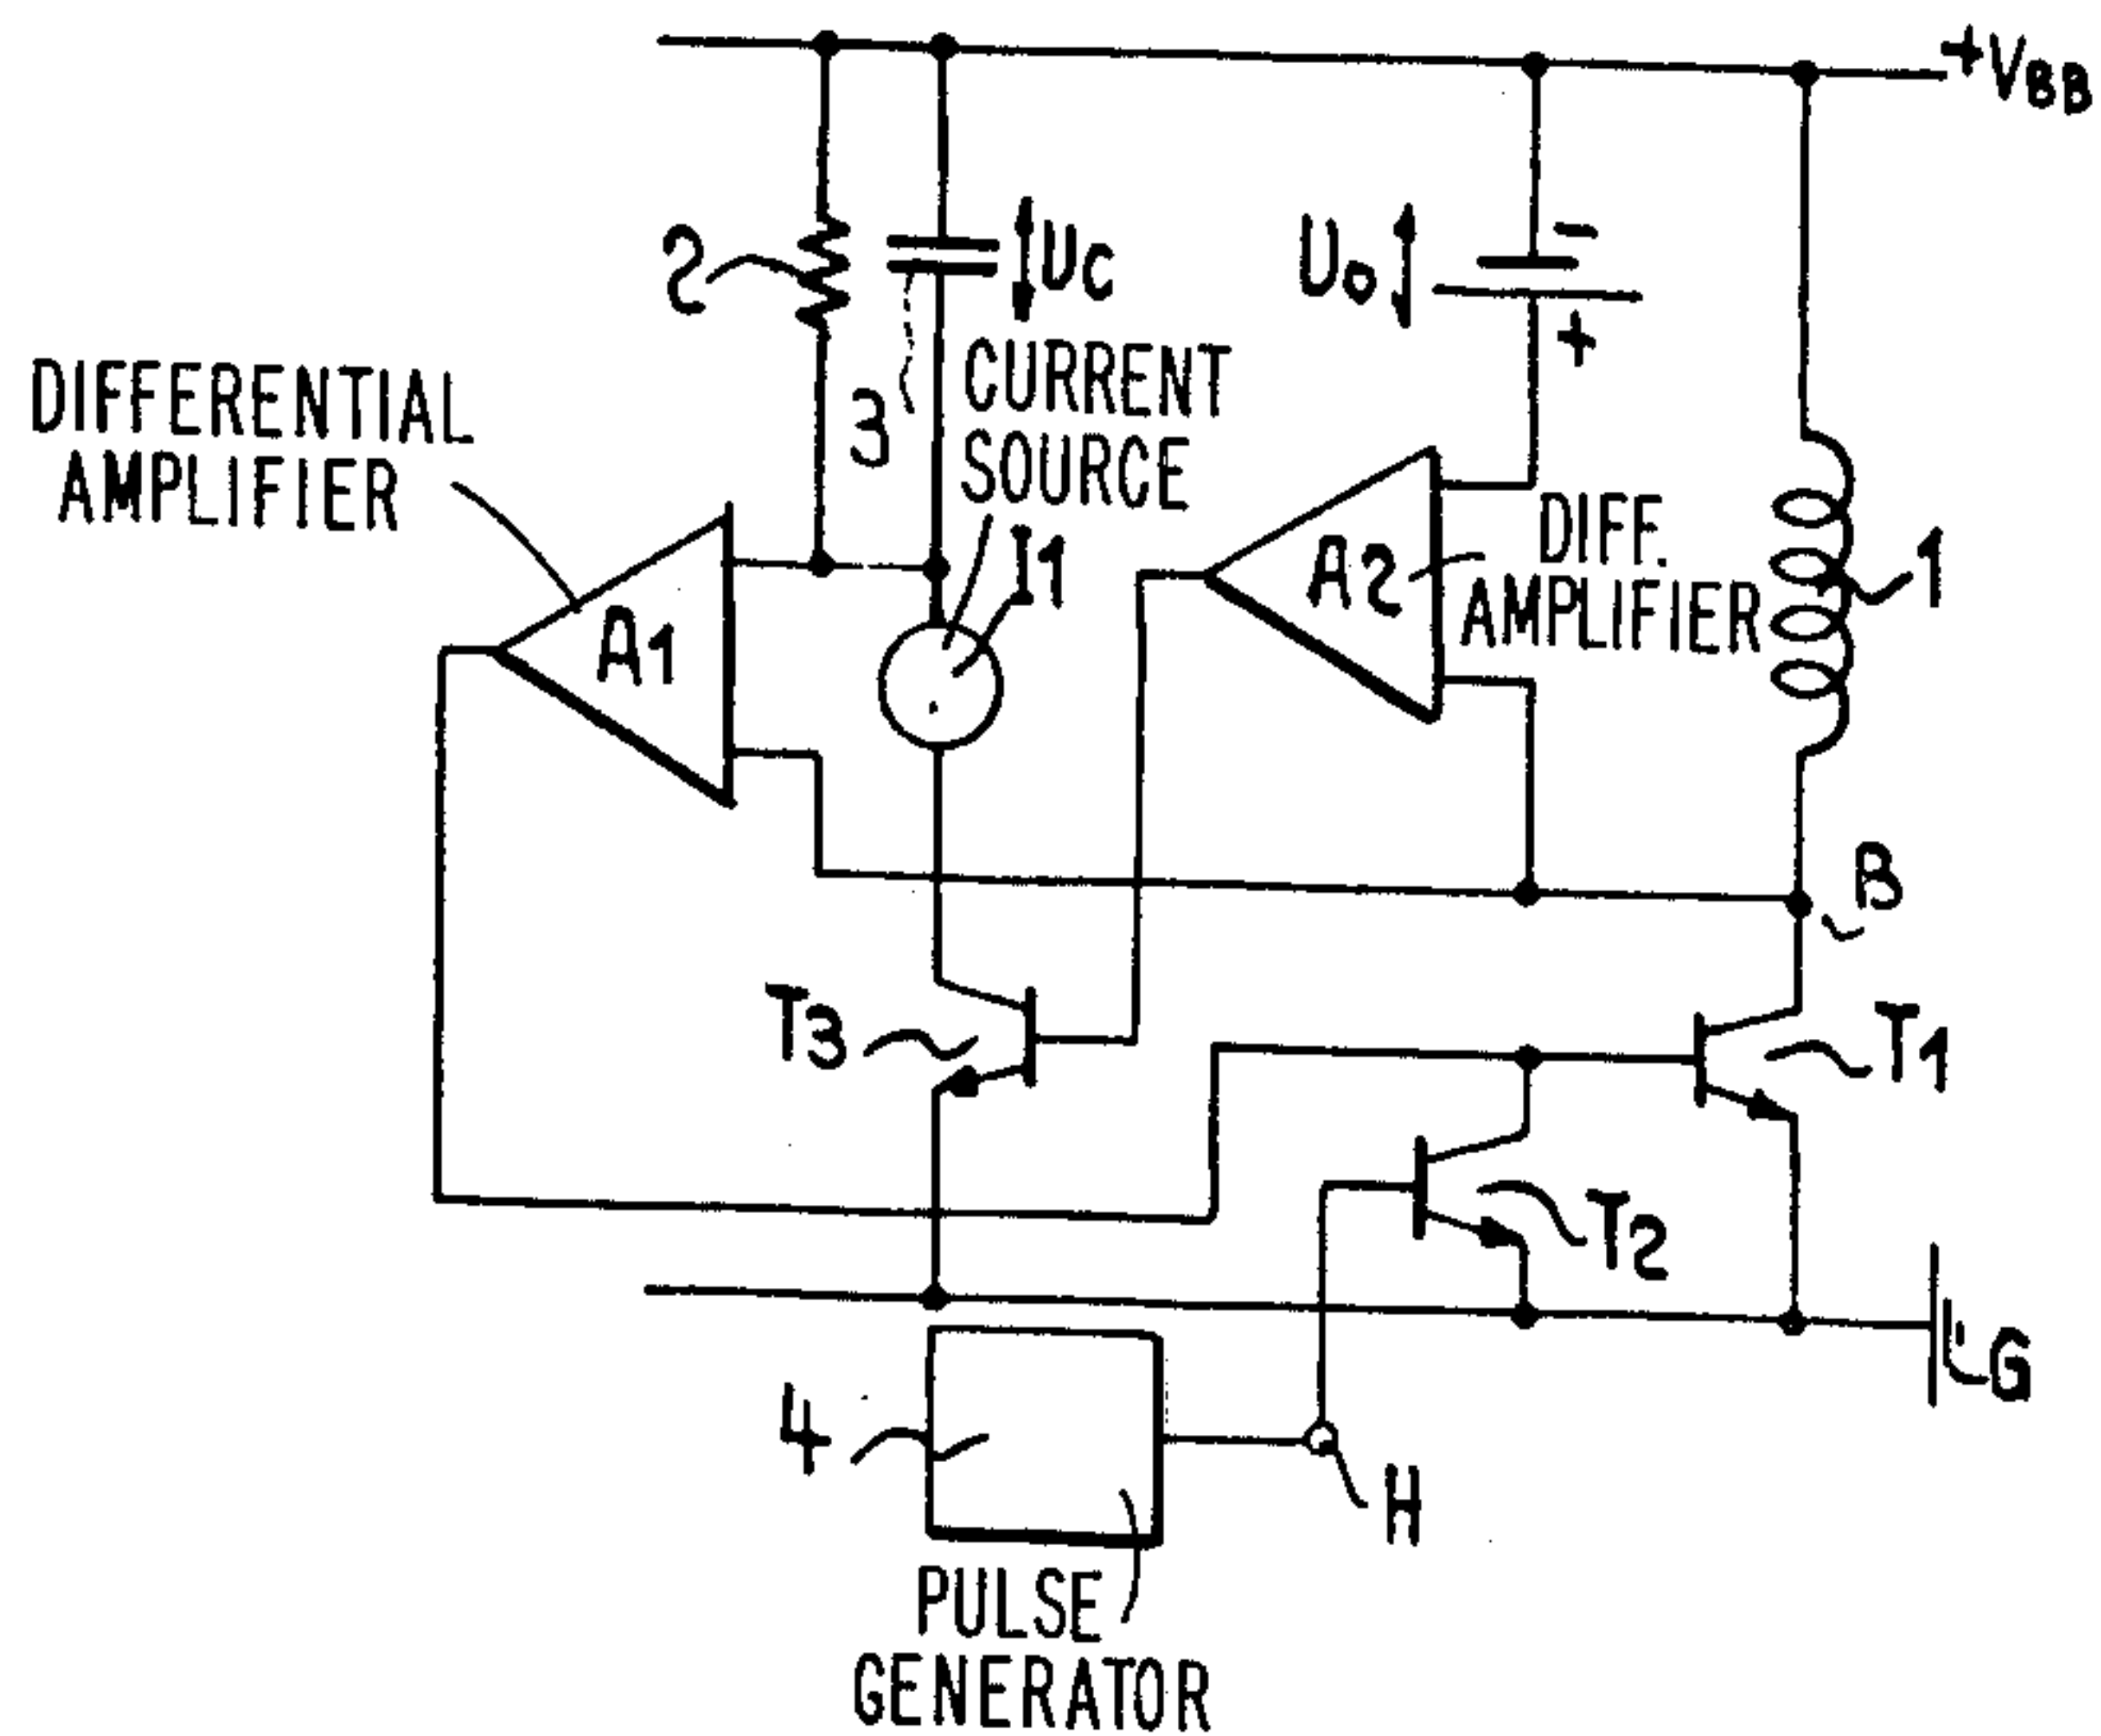 +VBB
2
UC
U0
-
+
3
CURRENT
SOURCE
DIFFERENTIAL
AMPLIFIER
I1
A1
A2
DIFF.
AMPLIFIER
1
B
T3
T1
T2
G
4
H
PULSE
GENERATOR